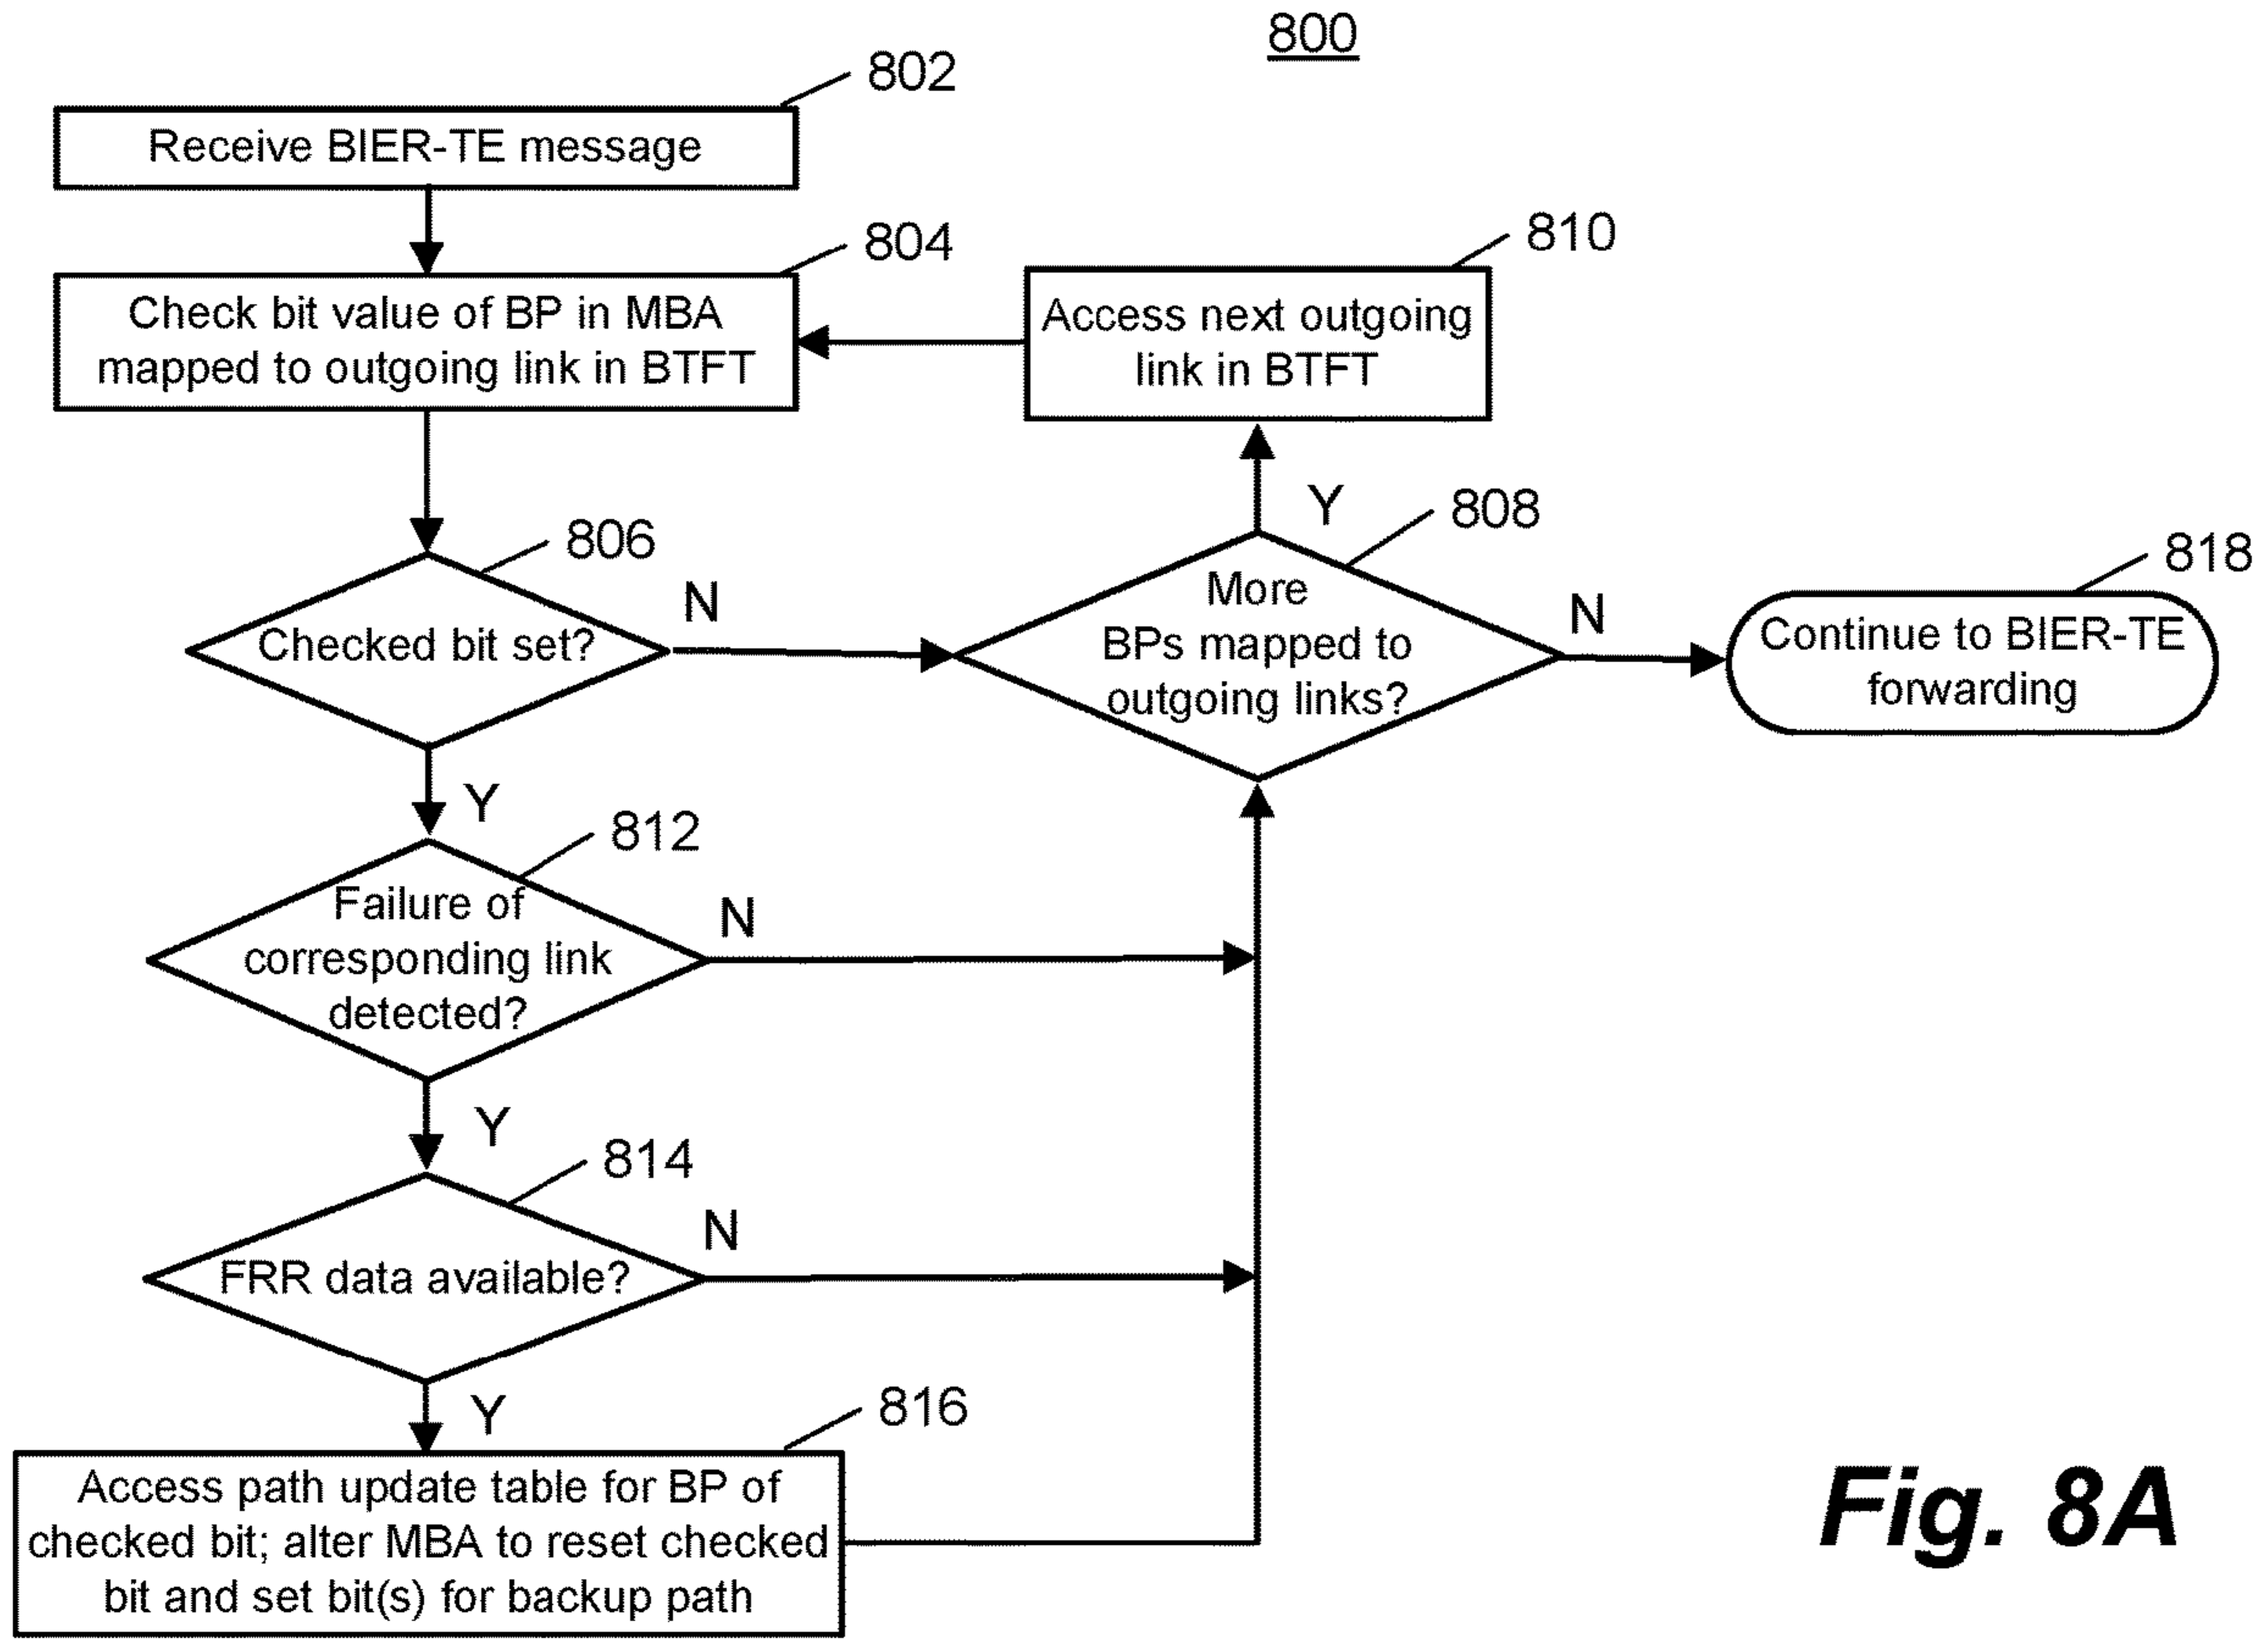 800
802
Receive BIER-TE message
804
Check bit value of BP in MBA
mapped to outgoing link in BTFT
810
Access next outgoing
link in BTFT
806
Checked bit set?
N
Y
808
More
BPs mapped to
outgoing links?
Y
N
818
Continue to BIER-TE
forwarding
812
Failure of
corresponding link
detected?
N
Y
814
FRR data available?
N
Y
816
Access path update table for BP of
checked bit; alter MBA to reset checked
bit and set bit(s) for backup path
Fig. 8A